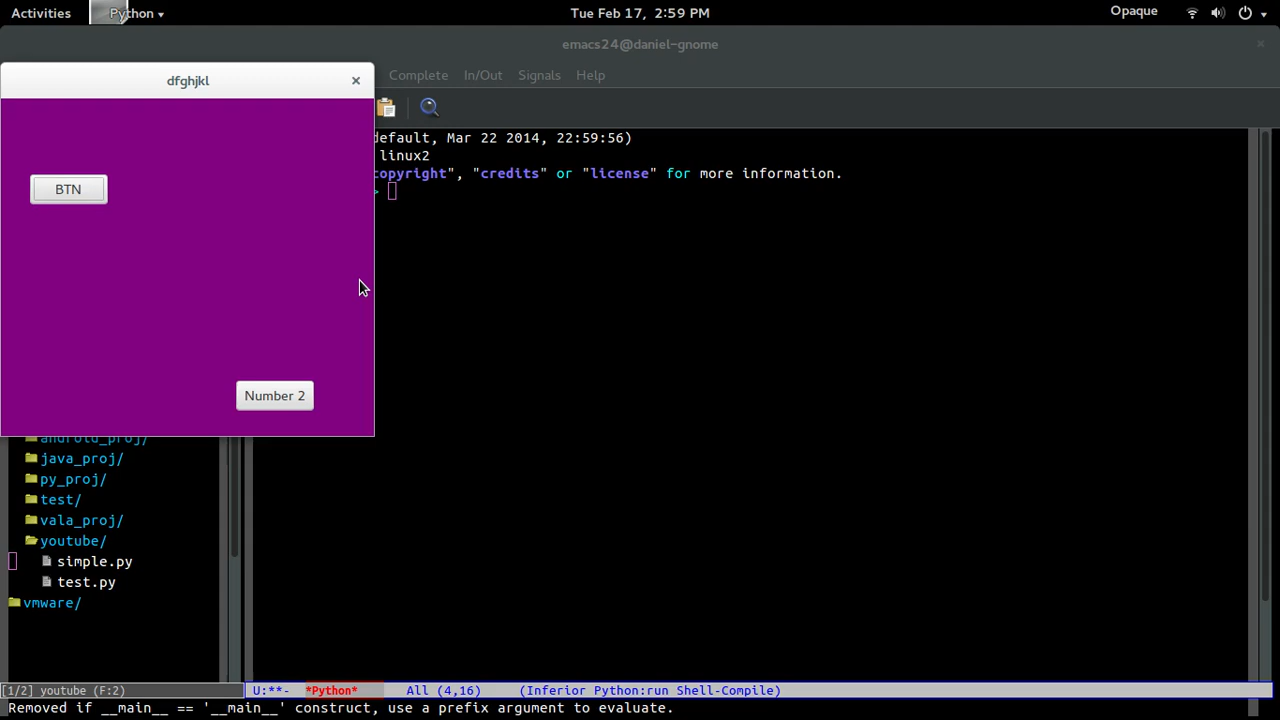 Activities Python Tue Feb 17, 2:59 PM Opaque
emacs24@daniel-gnome
dfghjkl
Complete In/Out Signals Help
default, Mar 22 2014, 22:59:56)
linux2
copyright", "credits" or "license" for more information.
>
BTN
Number 2
android_proj/
java_proj/
py_proj/
test/
vala_proj/
youtube/
simple.py
test.py
vmware/
[1/2] youtube (F:2) U:**- *Python* All (4,16) (Inferior Python:run Shell-Compile)
Removed if __main__ == '__main__' construct, use a prefix argument to evaluate.